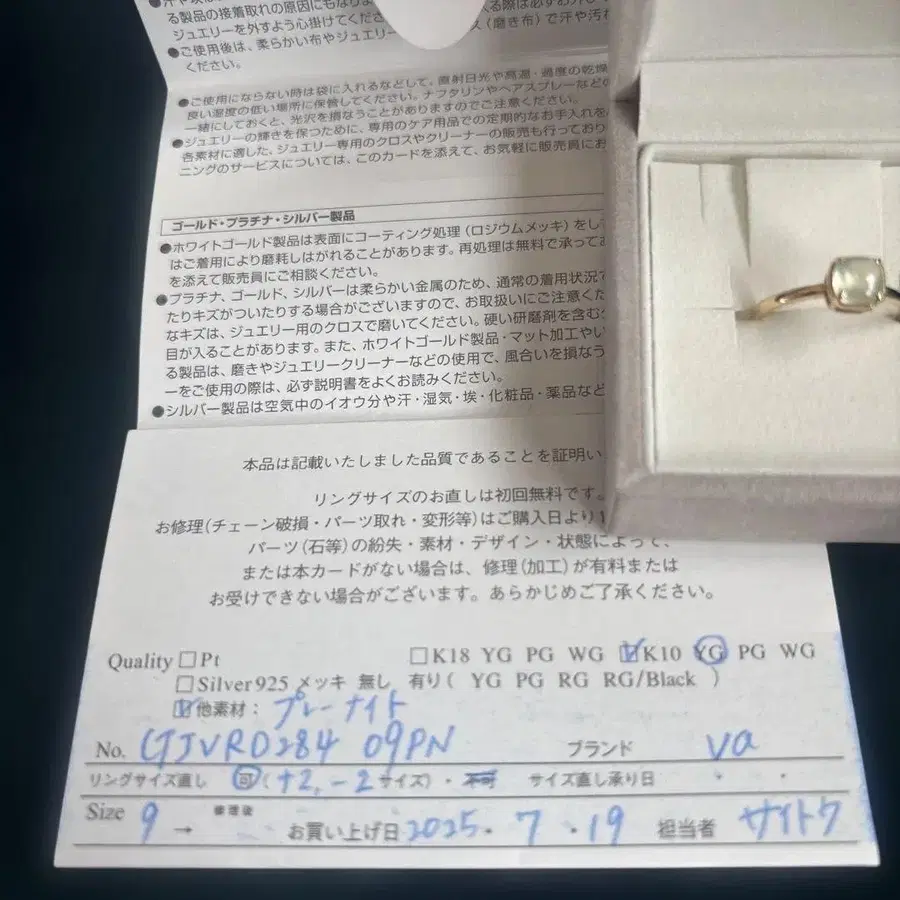 る製品の接着取れの原因にもなりま
ジュエリーを外すよう心掛けてくださ
●ご使用後は、柔らかい布やジュエリー (磨き布)で汗や汚れ
ください。
●ご使用にならない時は袋に入れるなどして、直射日光や高温・過度の乾燥
良い湿度の低い場所に保管してください。ナフタリンやヘアスプレーなどの
一緒にしておくと、光沢を損なうことがありますのでご注意ください。
●ジュエリーの輝きを保つために、専用のケア用品での定期的なお手入れを
各素材に適した、ジュエリー専用のクロスやクリーナーの販売も行っており
ニングのサービスについては、このカードを添えて、お気軽に販売員にお
ゴールド・プラチナ・シルバー製品
●ホワイトゴールド製品は表面にコーティング処理(ロジウムメッキ)をし
はご着用により磨耗しはがれることがあります。再処理は無料で承ってお
を添えて販売員にご相談ください。
●プラチナ、ゴールド、シルバーは柔らかい金属のため、通常の着用状況で
たりキズがついたりする場合がございますので、お取扱いにご注意くだ
なキズは、ジュエリー用のクロスで磨いてください。硬い研磨剤を含む
目が入ることがあります。また、ホワイトゴールド製品・マット加工やい
る製品は、磨きやジュエリークリーナーなどの使用で、風合いを損なう
ーをご使用の際は、必ず説明書をよくお読みください。
●シルバー製品は空気中のイオウ分や汗・湿気・埃・化粧品・薬品など
本品は記載いたしました品質であることを証明い
リングサイズのお直しは初回無料です。
お修理(チェーン破損・パーツ取れ・変形等)はご購入日より1
パーツ(石等)の紛失・素材・デザイン・状態によって、
または本カードがない場合は、修理(加工)が有料または
お受けできない場合がございます。あらかじめご了承ください。
Quality □Pt □K18 YG PG WG ☑K10 YG PG WG
□Silver925 メッキ 無し 有り( YG PG RG RG/Black )
☑他素材: プレーナイト
No. GJVRD284 09PN ブランド va
リングサイズ直し 可(+2,-2サイズ)・不可 サイズ直し承り日 ・ ・
Size 9 → 修理後 お買い上げ日 2025・7・19 担当者 サイトウ